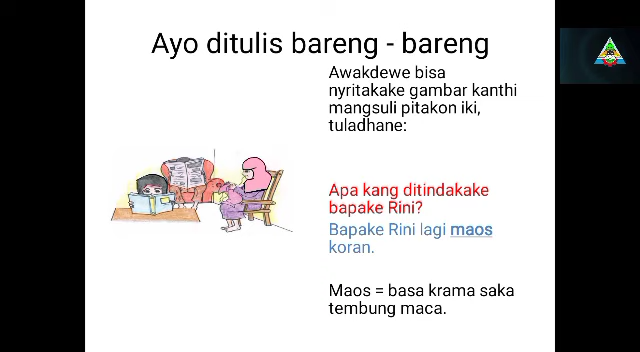 Ayo ditulis bareng - bareng
Awakdewe bisa
nyritakake gambar kanthi
mangsuli pitakon iki,
tuladhane:
Apa kang ditindakake
bapake Rini?
Bapake Rini lagi maos
koran.
Maos = basa krama saka
tembung maca.